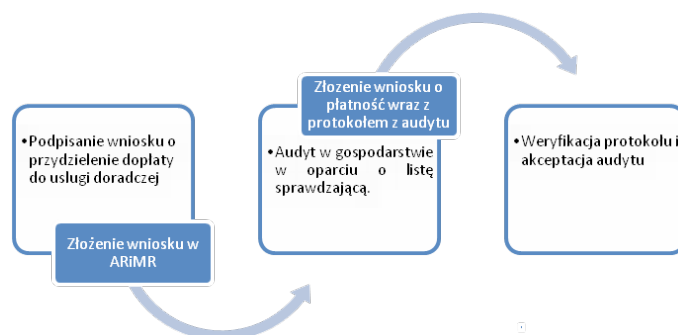 •Podpisanie wniosku o
przydzielenie dopłaty
do usługi doradczej
Złożenie wniosku w
ARiMR
Złozenie wniosku o
płatność wraz z
protokołem z audytu
•Audyt w gospodarstwie
w oparciu o listę
sprawdzającą.
•Weryfikacja protokołu i
akceptacja audytu